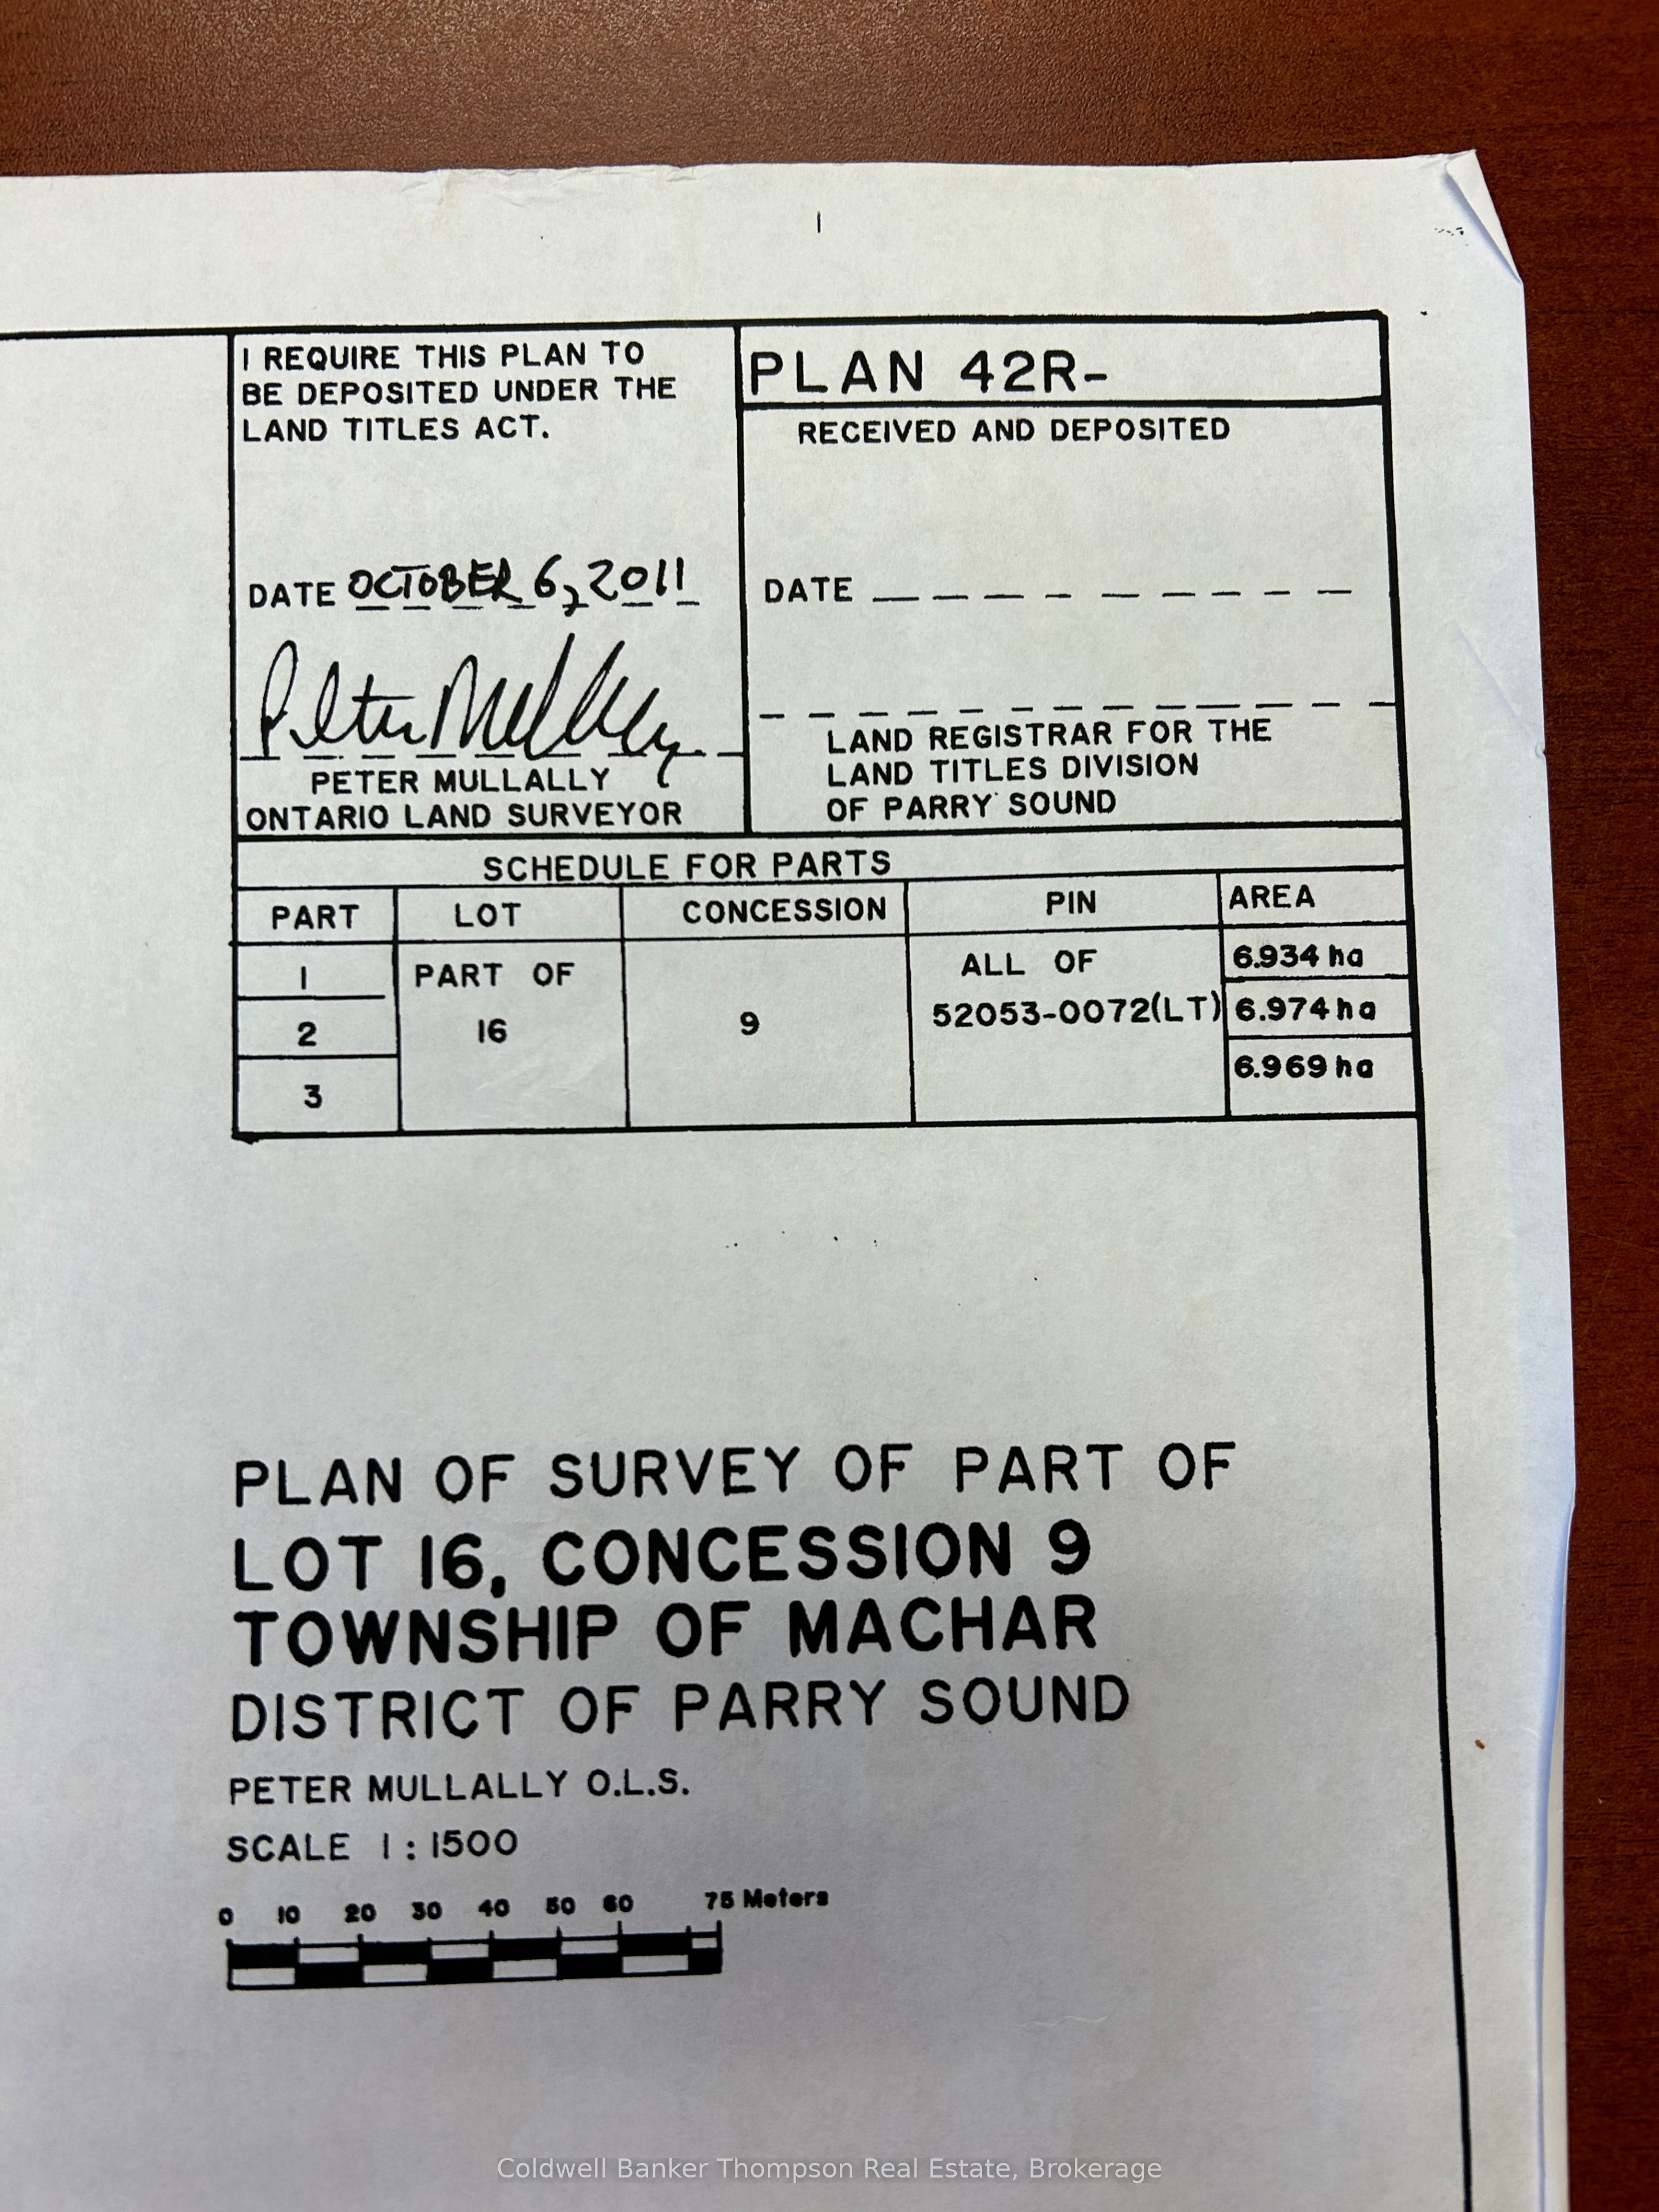 I REQUIRE THIS PLAN TO
BE DEPOSITED UNDER THE
LAND TITLES ACT.
DATE OCTOBER 6, 2011
Peter Mullally
PETER MULLALLY
ONTARIO LAND SURVEYOR
PLAN 42R-
RECEIVED AND DEPOSITED
DATE
LAND REGISTRAR FOR THE
LAND TITLES DIVISION
OF PARRY SOUND
SCHEDULE FOR PARTS
PART LOT CONCESSION PIN AREA
1 PART OF ALL OF 6.934 ha
2 16 9 52053-0072(LT) 6.974 ha
3 6.969 ha
PLAN OF SURVEY OF PART OF
LOT 16, CONCESSION 9
TOWNSHIP OF MACHAR
DISTRICT OF PARRY SOUND
PETER MULLALLY O.L.S.
SCALE 1 : 1500
0 10 20 30 40 50 60 75 Meters
Coldwell Banker Thompson Real Estate, Brokerage